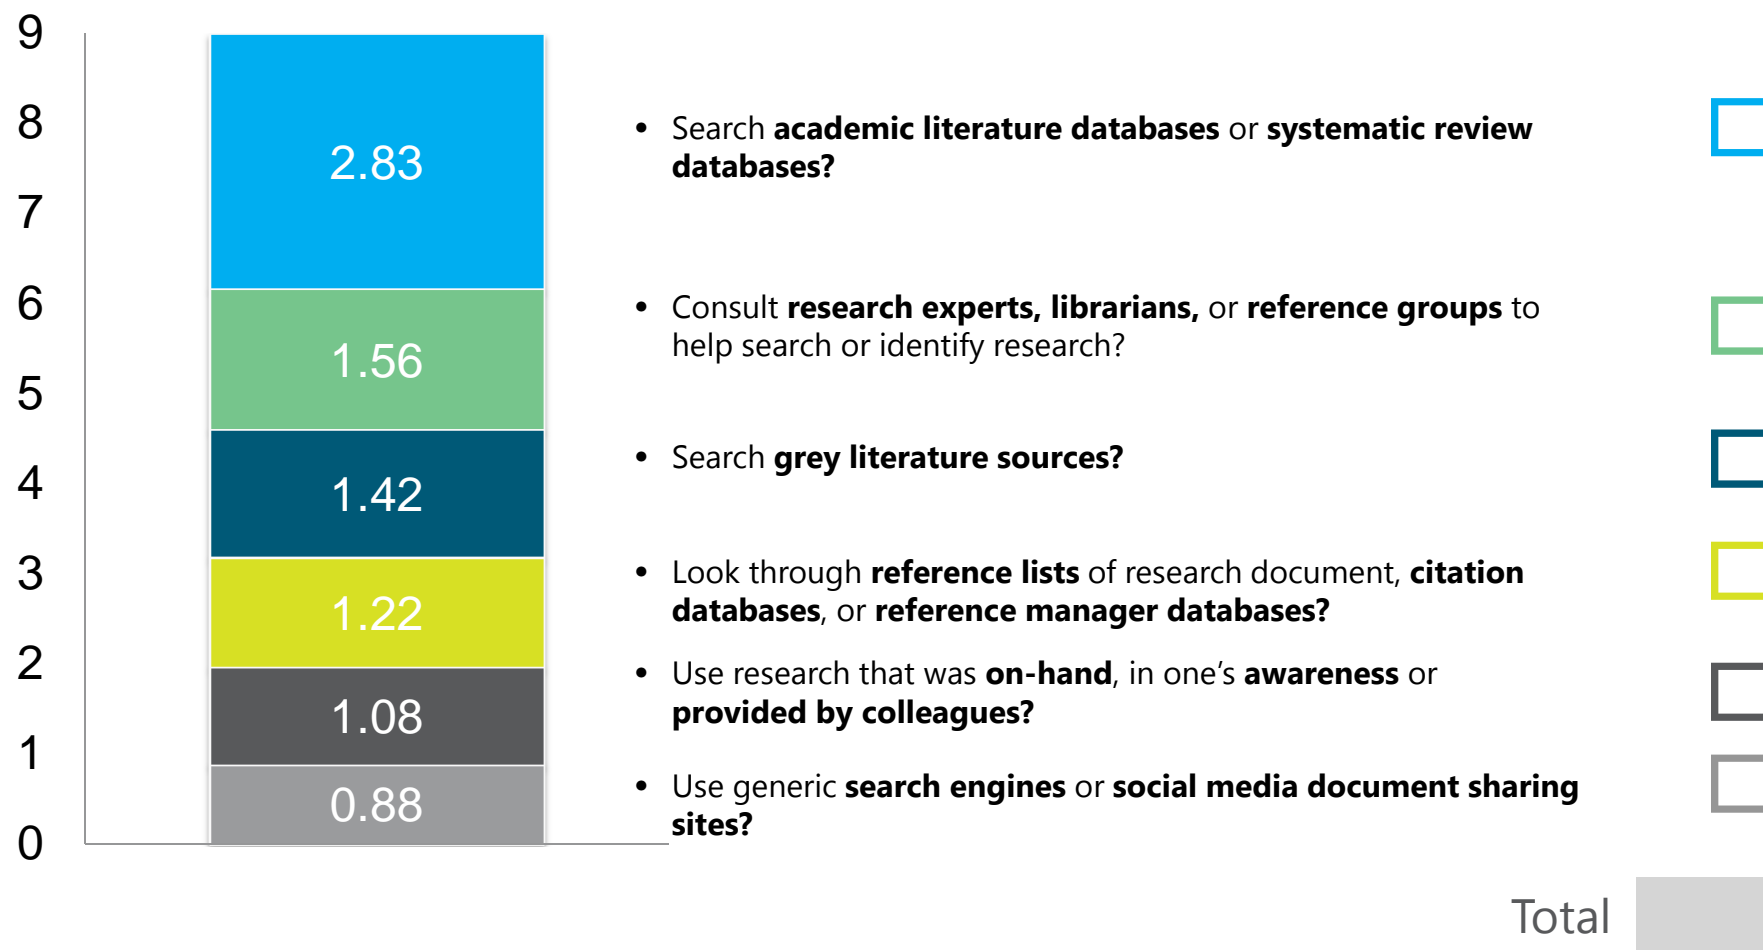 9
8
7
6
5
4
3
2
1
0
2.83
1.56
1.42
1.22
1.08
0.88
• Search academic literature databases or systematic review
databases?
• Consult research experts, librarians, or reference groups to
help search or identify research?
• Search grey literature sources?
• Look through reference lists of research document, citation
databases, or reference manager databases?
• Use research that was on-hand, in one’s awareness or
provided by colleagues?
• Use generic search engines or social media document sharing
sites?
Total